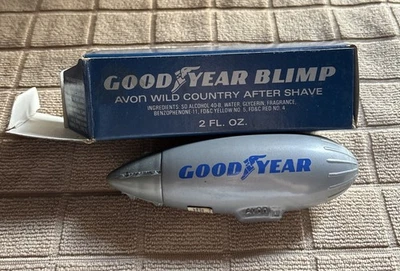 GOODYEAR BLIMP
AVON WILD COUNTRY AFTER SHAVE
INGREDIENTS: SD ALCOHOL 40-B, WATER, GLYCERIN, FRAGRANCE,
BENZOPHENONE-11, FD&C YELLOW NO. 5, FD&C RED NO. 4
2 FL. OZ.
GOODYEAR
AVON